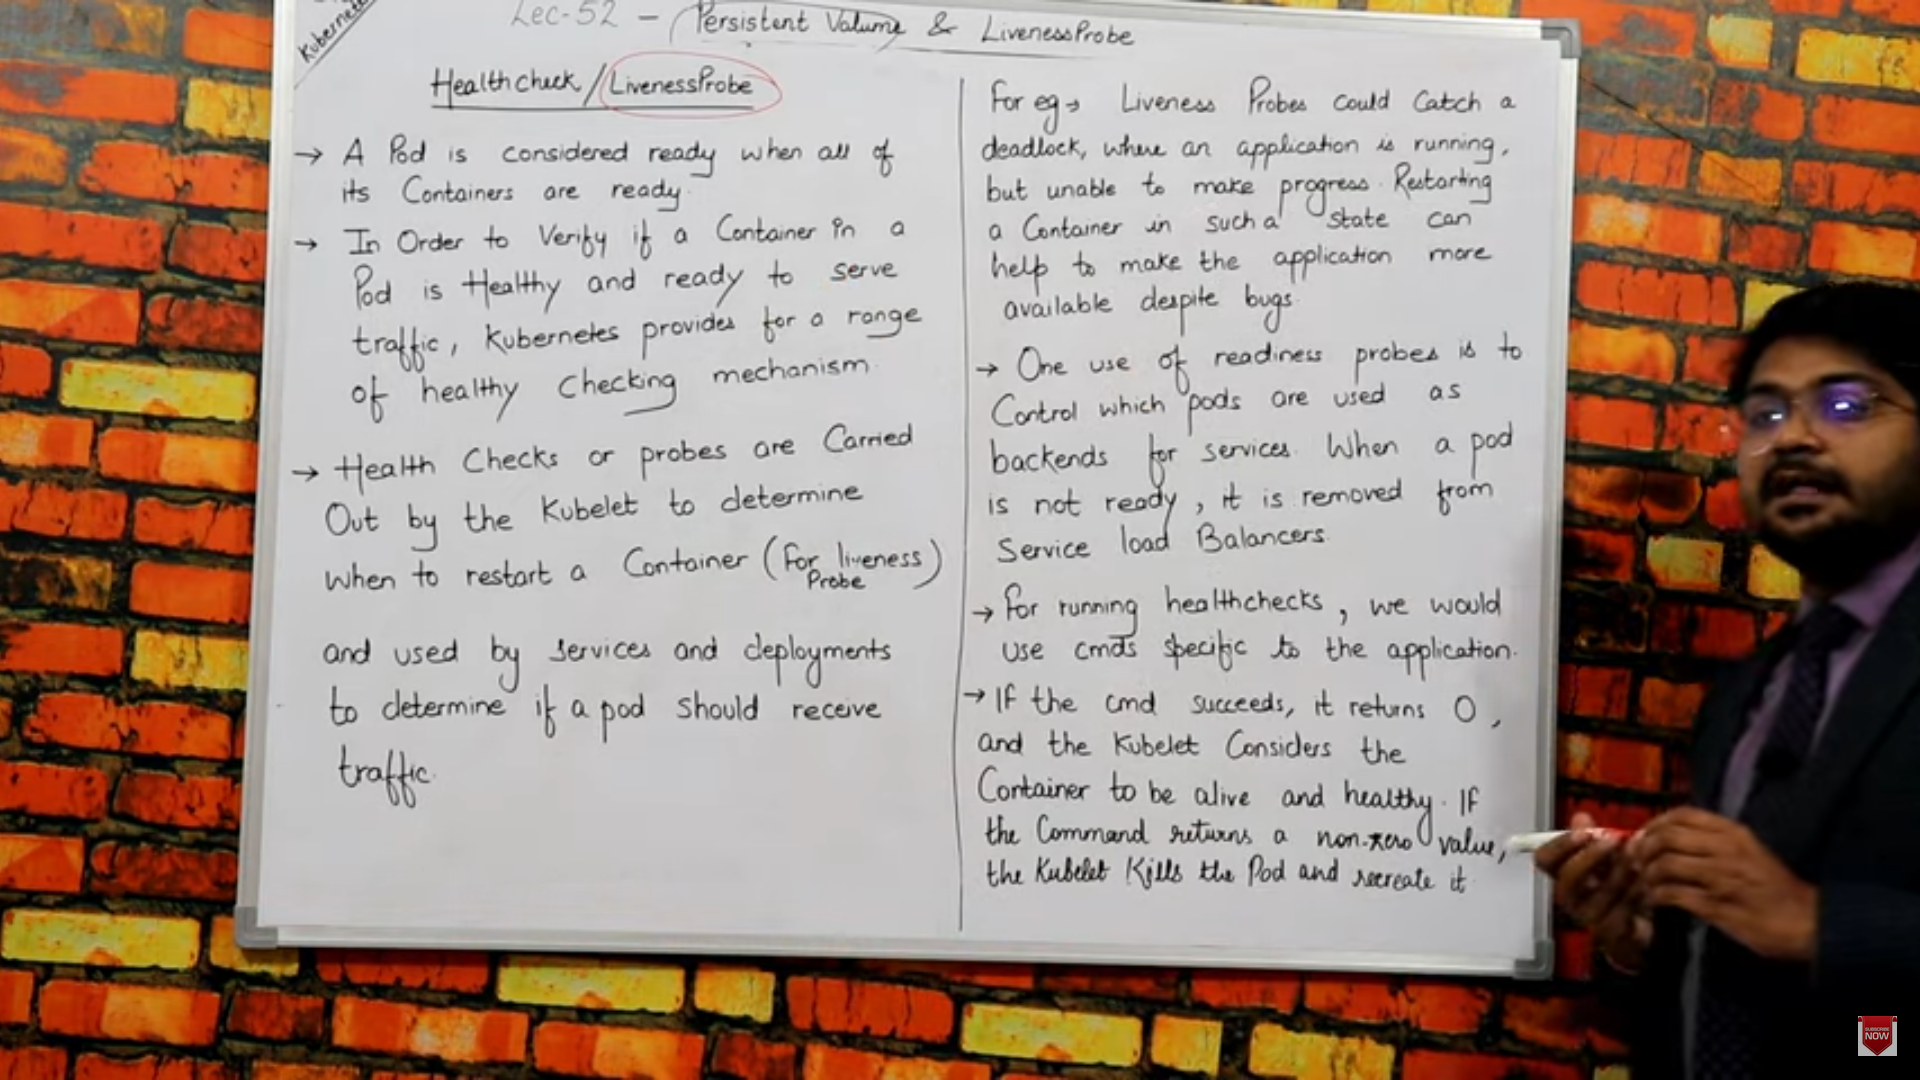 Kubernetes
Lec-52 - Persistent Volume & LivenessProbe
Healthcheck/LivenessProbe
→ A Pod is considered ready when all of
its Containers are ready.
→ In Order to Verify if a Container in a
Pod is Healthy and ready to serve
traffic, Kubernetes provides for a range
of healthy Checking mechanism.
→ Health Checks or probes are Carried
Out by the Kubelet to determine
when to restart a Container (for liveness
Probe)
and used by services and deployments
to determine if a pod should receive
traffic.
For eg→ Liveness Probes could Catch a
deadlock, where an application is running,
but unable to make progress. Restarting
a Container in such a state can
help to make the application more
available despite bugs.
→ One use of readiness probes is to
Control which pods are used as
backends for services. When a pod
is not ready, it is removed from
Service load Balancers.
→ For running healthchecks, we would
use cmds specific to the application.
→ If the cmd succeeds, it returns 0,
and the Kubelet Considers the
Container to be alive and healthy. If
the Command returns a non-zero value,
the Kubelet Kills the Pod and recreate it.
SUBSCRIBE
NOW